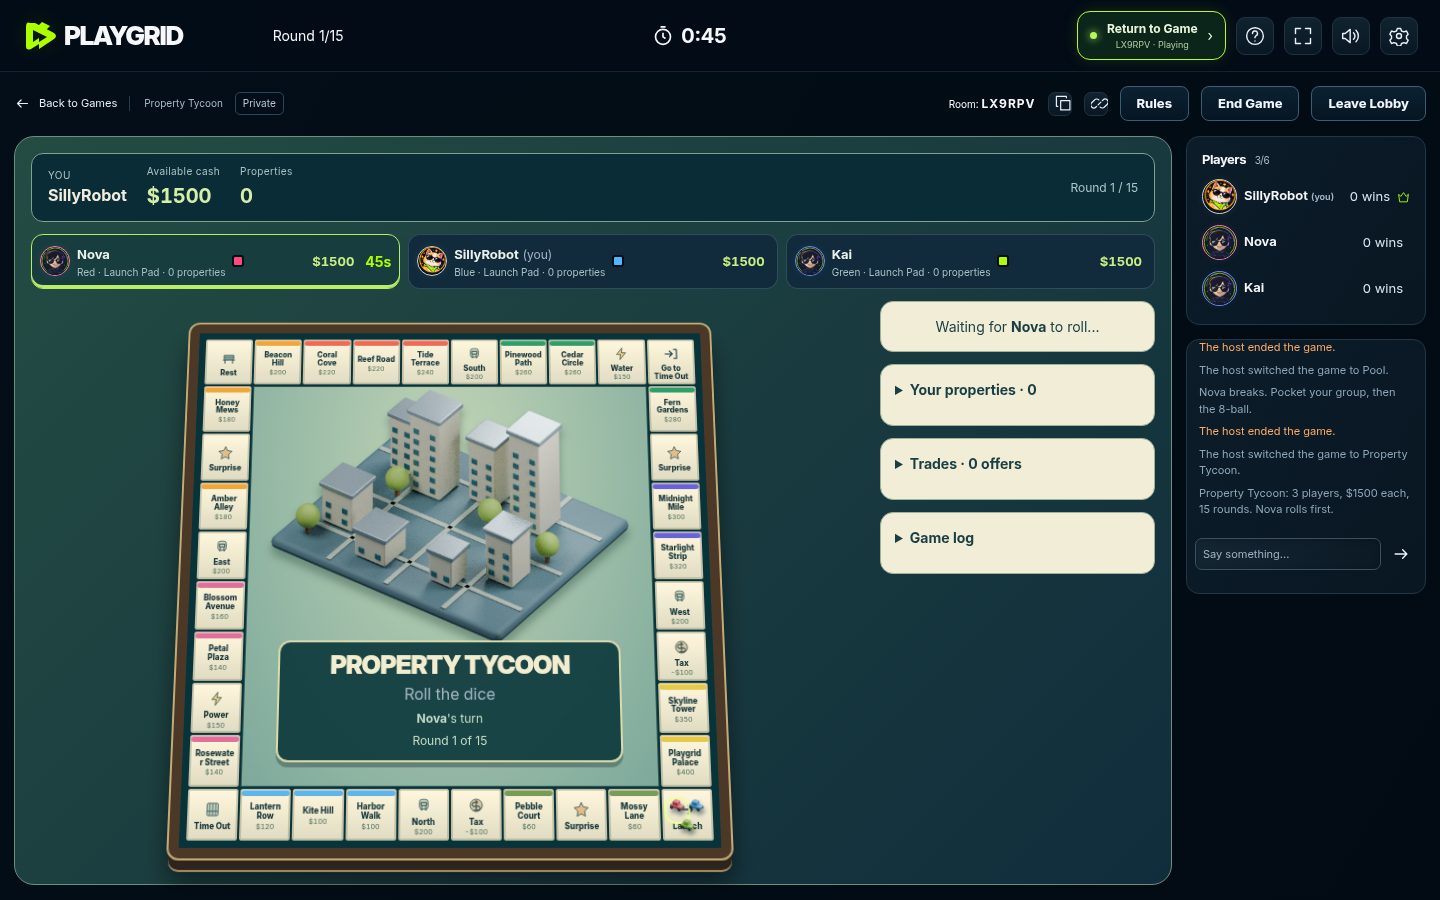 PLAYGRID
Round 1/15
0:45
Return to Game
LX9RPV · Playing
Back to Games
Property Tycoon
Private
Room: LX9RPV
Rules
End Game
Leave Lobby
YOU
SillyRobot
Available cash
$1500
Properties
0
Round 1 / 15
Nova
Red · Launch Pad · 0 properties
$1500
45s
SillyRobot (you)
Blue · Launch Pad · 0 properties
$1500
Kai
Green · Launch Pad · 0 properties
$1500
Rest
Beacon
Hill
$200
Coral
Cove
$220
Reef Road
$220
Tide
Terrace
$240
South
$200
Pinewood
Path
$260
Cedar
Circle
$260
Water
$150
Go to
Time Out
Honey
Mews
$180
Fern
Gardens
$280
Surprise
Surprise
Amber
Alley
$180
Midnight
Mile
$300
East
$200
Starlight
Strip
$320
Blossom
Avenue
$160
West
$200
Petal
Plaza
$140
Tax
-$100
Power
$150
Skyline
Tower
$350
Rosewate
r Street
$140
Playgrid
Palace
$400
PROPERTY TYCOON
Roll the dice
Nova's turn
Round 1 of 15
Time Out
Lantern
Row
$120
Kite Hill
$100
Harbor
Walk
$100
North
$200
Tax
-$100
Pebble
Court
$60
Surprise
Mossy
Lane
$60
Waiting for Nova to roll...
Your properties · 0
Trades · 0 offers
Game log
Players 3/6
SillyRobot (you) 0 wins
Nova 0 wins
Kai 0 wins
The host ended the game.
The host switched the game to Pool.
Nova breaks. Pocket your group, then
the 8-ball.
The host ended the game.
The host switched the game to Property
Tycoon.
Property Tycoon: 3 players, $1500 each,
15 rounds. Nova rolls first.
Say something...